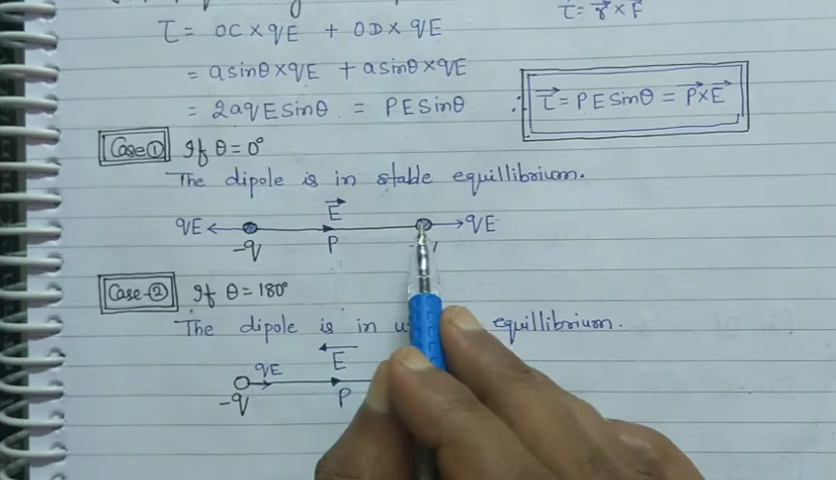 τ = OC × qE + OD × qE
τ⃗ = r⃗ × F⃗
= a sinθ × qE + a sinθ × qE
= 2aqE sinθ = PE sinθ
∴ τ⃗ = PE sinθ = P⃗ × E⃗
Case ① If θ = 0°
The dipole is in stable equillibrium.
E⃗
qE qE
-q P
Case-② If θ = 180°
The dipole is in equillibrium.
E⃗
qE
-q P